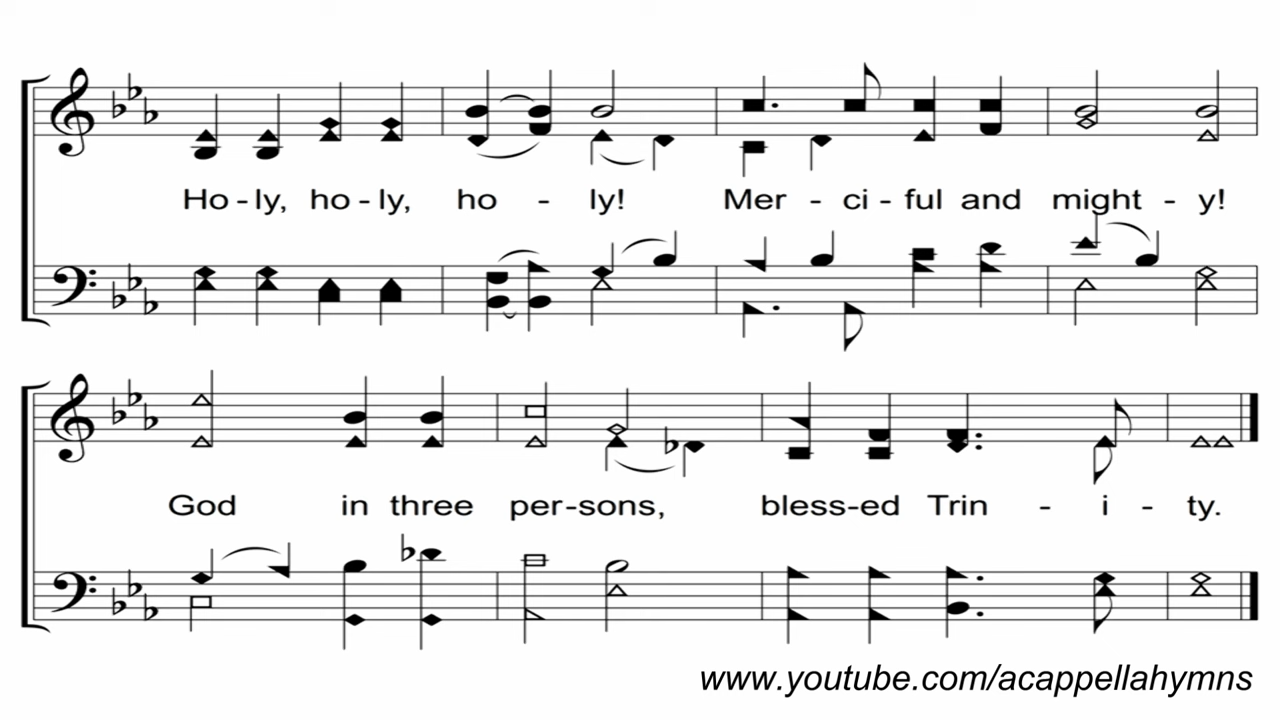 Ho - ly, ho - ly, ho - ly! Mer - ci - ful and might - y!
God in three per-sons, bless-ed Trin - i - ty.
www.youtube.com/acappellahymns